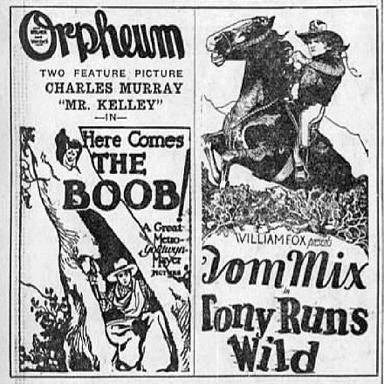 Orpheum
TWO FEATURE PICTURE
CHARLES MURRAY
"MR. KELLEY"
—IN—
Here Comes
THE
BOOB!
A Great
Metro-
Goldwyn-
Mayer
PICTURE
WILLIAM FOX presents
Tom Mix
in
Tony Runs
Wild